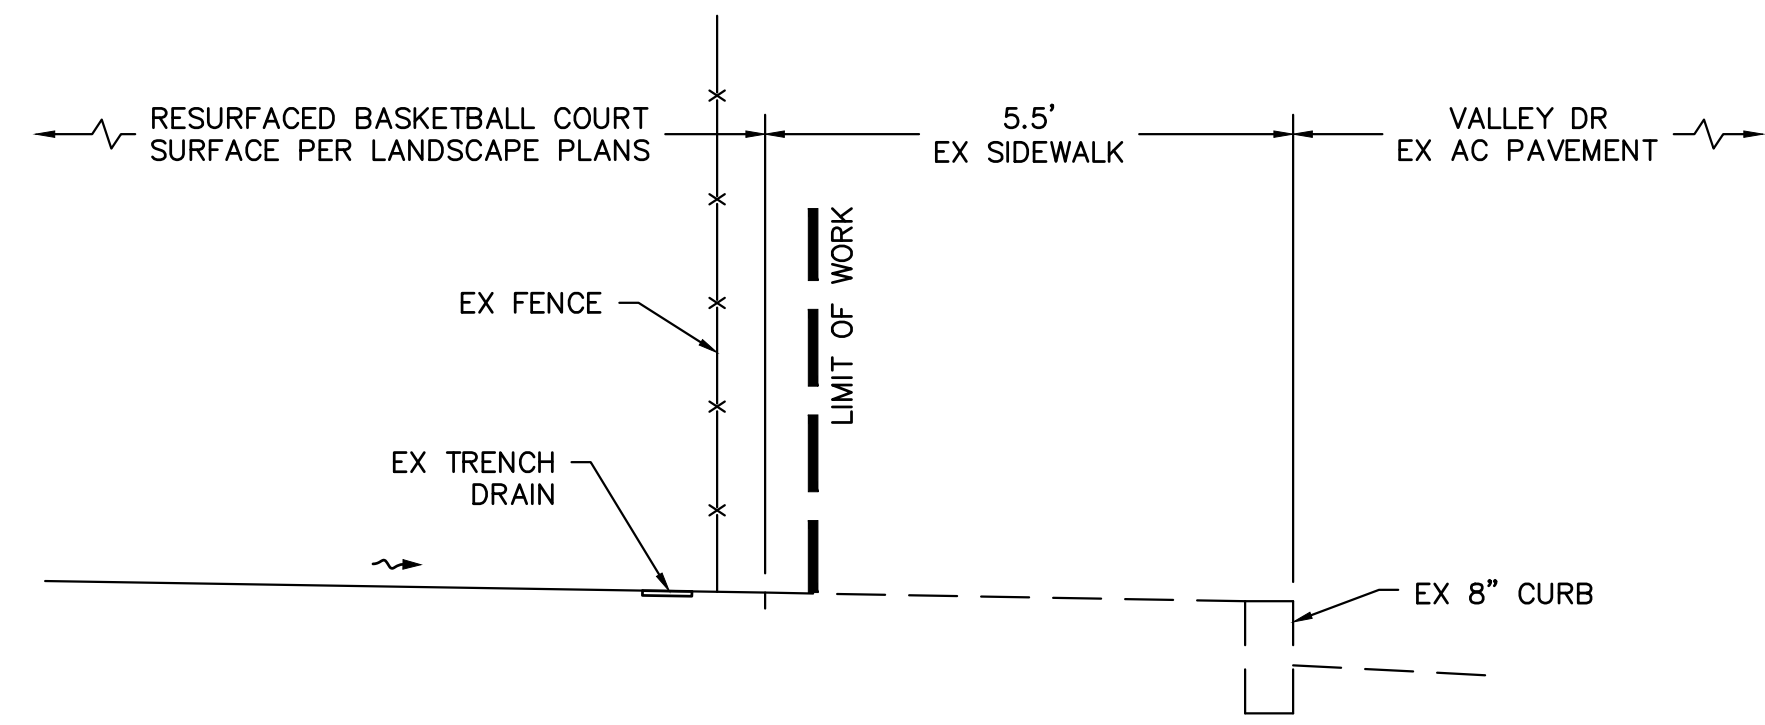 RESURFACED BASKETBALL COURT
SURFACE PER LANDSCAPE PLANS
5.5'
EX SIDEWALK
VALLEY DR
EX AC PAVEMENT
LIMIT OF WORK
EX FENCE
EX TRENCH
DRAIN
EX 8" CURB